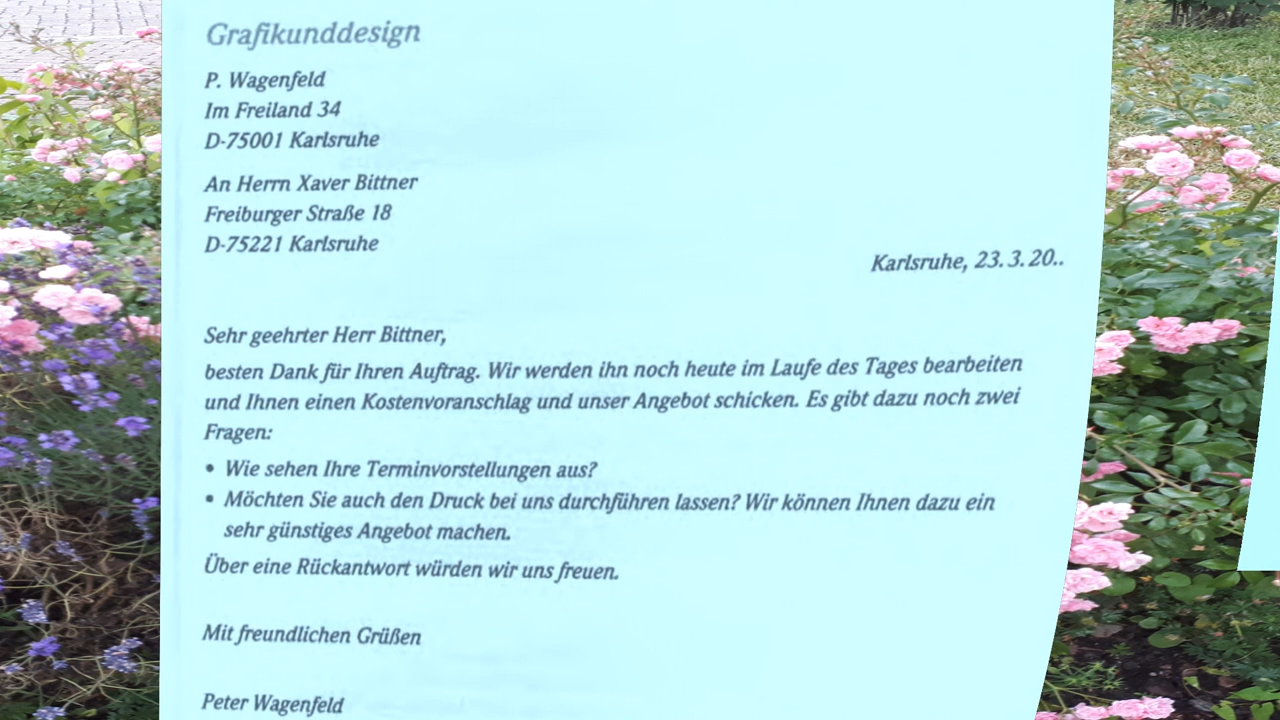 Grafikunddesign
P. Wagenfeld
Im Freiland 34
D-75001 Karlsruhe
An Herrn Xaver Bittner
Freiburger Straße 18
D-75221 Karlsruhe
Karlsruhe, 23.3.20..
Sehr geehrter Herr Bittner,
besten Dank für Ihren Auftrag. Wir werden ihn noch heute im Laufe des Tages bearbeiten
und Ihnen einen Kostenvoranschlag und unser Angebot schicken. Es gibt dazu noch zwei
Fragen:
• Wie sehen Ihre Terminvorstellungen aus?
• Möchten Sie auch den Druck bei uns durchführen lassen? Wir können Ihnen dazu ein
sehr günstiges Angebot machen.
Über eine Rückantwort würden wir uns freuen.
Mit freundlichen Grüßen
Peter Wagenfeld